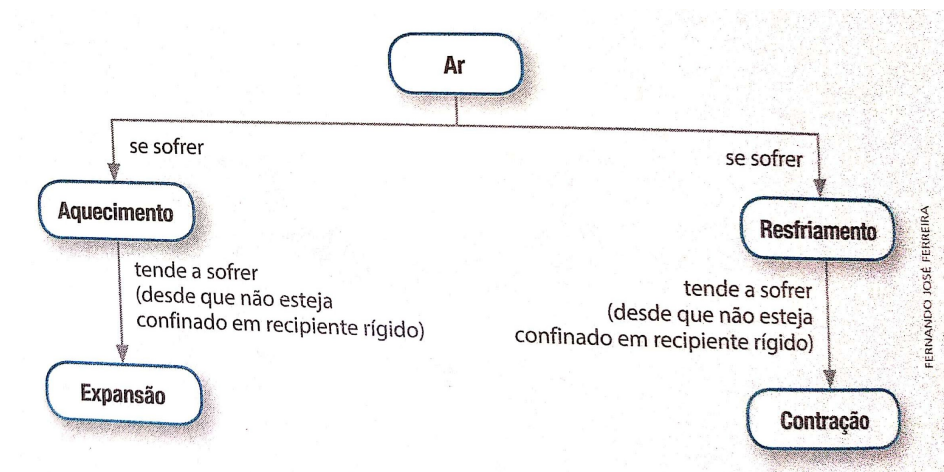 Ar
se sofrer
se sofrer
Aquecimento
Resfriamento
tende a sofrer
(desde que não esteja
confinado em recipiente rígido)
tende a sofrer
(desde que não esteja
confinado em recipiente rígido)
Expansão
Contração
FERNANDO JOSÉ FERREIRA